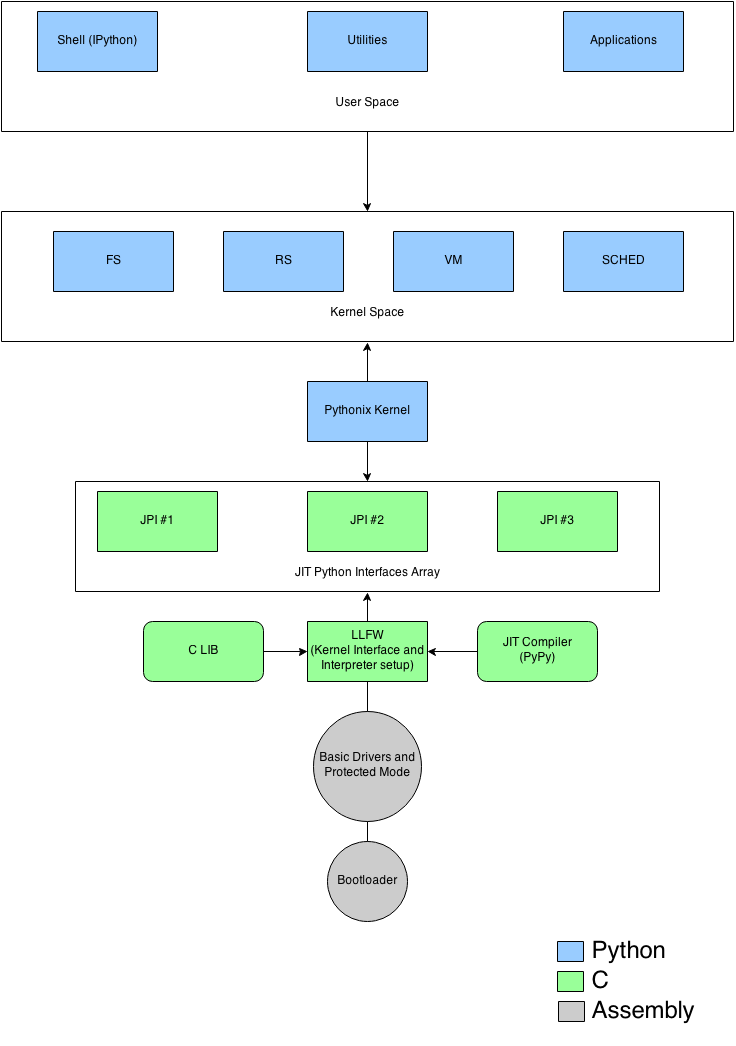 Shell (IPython)
Utilities
Applications
User Space
FS
RS
VM
SCHED
Kernel Space
Pythonix Kernel
JPI #1
JPI #2
JPI #3
JIT Python Interfaces Array
C LIB
LLFW
(Kernel Interface and
Interpreter setup)
JIT Compiler
(PyPy)
Basic Drivers and
Protected Mode
Bootloader
Python
C
Assembly